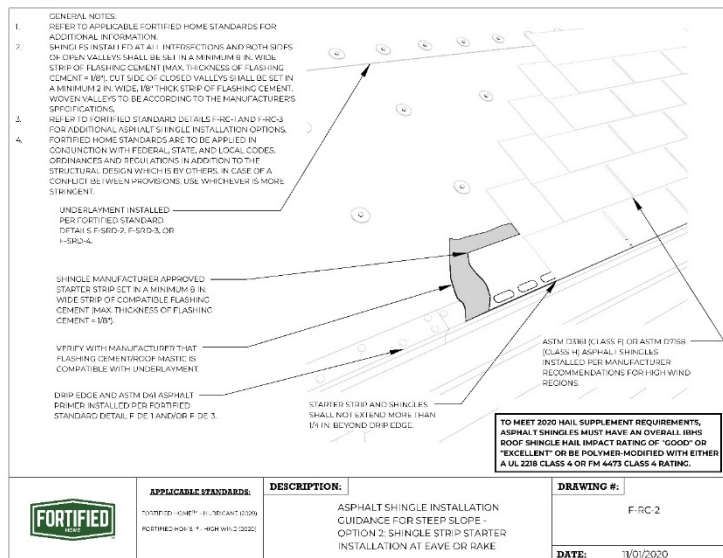 GENERAL NOTES:
1. REFER TO APPLICABLE FORTIFIED HOME STANDARDS FOR
ADDITIONAL INFORMATION.
2. SHINGLES INSTALLED AT ALL INTERSECTIONS AND BOTH SIDES
OF OPEN VALLEYS SHALL BE SET IN A MINIMUM 8 IN. WIDE
STRIP OF FLASHING CEMENT (MAX. THICKNESS OF FLASHING
CEMENT = 1/8"). CUT SIDE OF CLOSED VALLEYS SHALL BE SET IN
A MINIMUM 2 IN. WIDE, 1/8" THICK STRIP OF FLASHING CEMENT.
WOVEN VALLEYS TO BE ACCORDING TO THE MANUFACTURER'S
SPECIFICATIONS.
3. REFER TO FORTIFIED STANDARD DETAILS F-RC-1 AND F-RC-3
FOR ADDITIONAL ASPHALT SHINGLE INSTALLATION OPTIONS.
4. FORTIFIED HOME STANDARDS ARE TO BE APPLIED IN
CONJUNCTION WITH FEDERAL, STATE, AND LOCAL CODES,
ORDINANCES AND REGULATIONS IN ADDITION TO THE
STRUCTURAL DESIGN WHICH IS BY OTHERS. IN CASE OF A
CONFLICT BETWEEN PROVISIONS, USE WHICHEVER IS MORE
STRINGENT.
UNDERLAYMENT INSTALLED
PER FORTIFIED STANDARD
DETAILS F-SRD-2, F-SRD-3, OR
F-SRD-4.
SHINGLE MANUFACTURER APPROVED
STARTER STRIP SET IN A MINIMUM 8 IN.
WIDE STRIP OF COMPATIBLE FLASHING
CEMENT (MAX. THICKNESS OF FLASHING
CEMENT = 1/8").
VERIFY WITH MANUFACTURER THAT
FLASHING CEMENT/ROOF MASTIC IS
COMPATIBLE WITH UNDERLAYMENT.
DRIP EDGE AND ASTM D41 ASPHALT
PRIMER INSTALLED PER FORTIFIED
STANDARD DETAIL F-DE-1 AND/OR F-DE-3.
STARTER STRIP AND SHINGLES
SHALL NOT EXTEND MORE THAN
1/4 IN. BEYOND DRIP EDGE.
ASTM D3161 (CLASS F) OR ASTM D7158
(CLASS H) ASPHALT SHINGLES
INSTALLED PER MANUFACTURER
RECOMMENDATIONS FOR HIGH WIND
REGIONS.
TO MEET 2020 HAIL SUPPLEMENT REQUIREMENTS,
ASPHALT SHINGLES MUST HAVE AN OVERALL IBHS
ROOF SHINGLE HAIL IMPACT RATING OF "GOOD" OR
"EXCELLENT" OR BE POLYMER-MODIFIED WITH EITHER
A UL 2218 CLASS 4 OR FM 4473 CLASS 4 RATING.
FORTIFIED
HOME
APPLICABLE STANDARDS:
FORTIFIED HOME™ - HURRICANE (2020)
FORTIFIED HOME™ - HIGH WIND (2020)
DESCRIPTION:
ASPHALT SHINGLE INSTALLATION
GUIDANCE FOR STEEP SLOPE -
OPTION 2: SHINGLE STRIP STARTER
INSTALLATION AT EAVE OR RAKE
DRAWING #:
F-RC-2
DATE: 11/01/2020